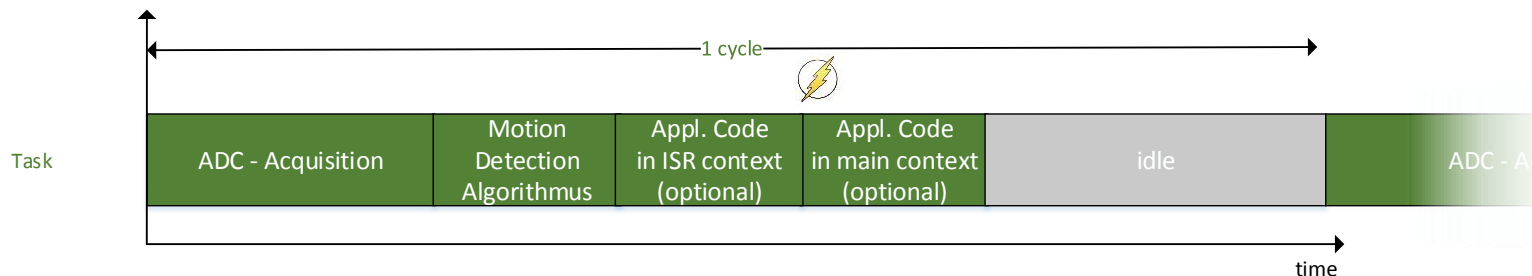 1 cycle
Task
ADC - Acquisition
Motion
Detection
Algorithmus
Appl. Code
in ISR context
(optional)
Appl. Code
in main context
(optional)
idle
ADC - A
time